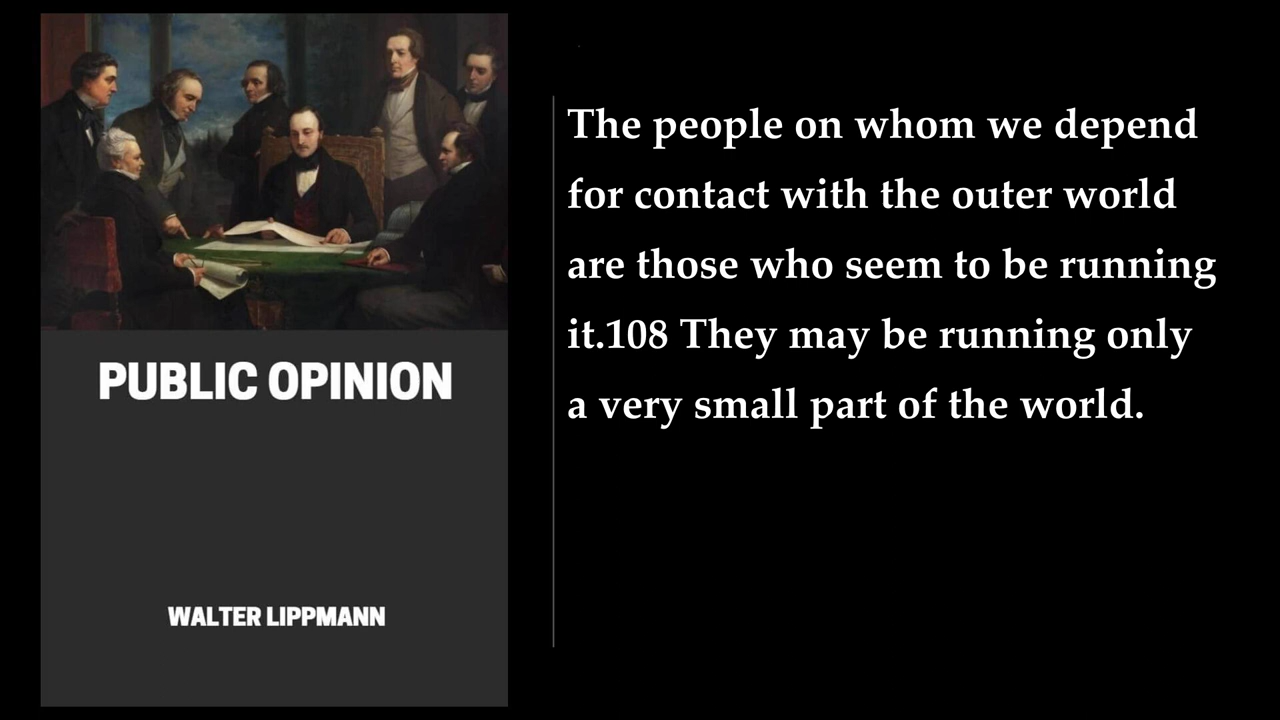 PUBLIC OPINION
WALTER LIPPMANN
The people on whom we depend
for contact with the outer world
are those who seem to be running
it.108 They may be running only
a very small part of the world.